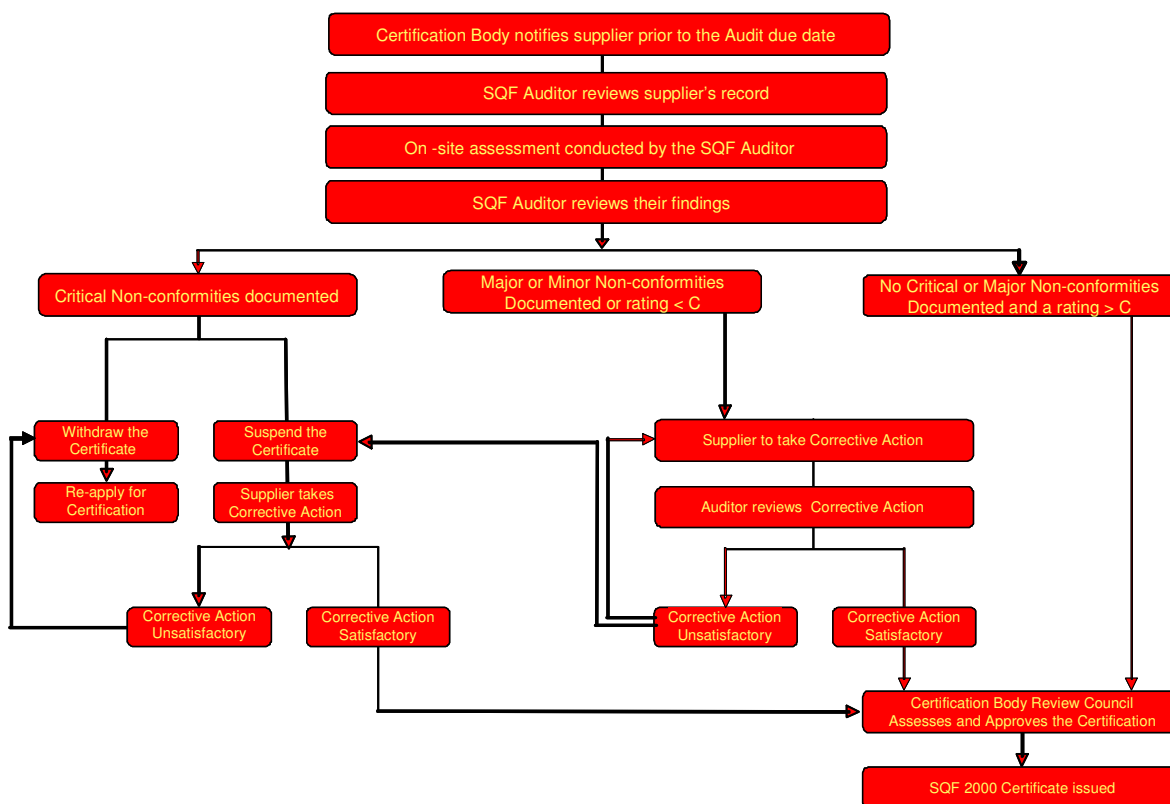 Certification Body notifies supplier prior to the Audit due date
SQF Auditor reviews supplier's record
On -site assessment conducted by the SQF Auditor
SQF Auditor reviews their findings
Critical Non-conformities documented
Major or Minor Non-conformities
Documented or rating < C
No Critical or Major Non-conformities
Documented and a rating > C
Withdraw the
Certificate
Suspend the
Certificate
Supplier to take Corrective Action
Re-apply for
Certification
Supplier takes
Corrective Action
Auditor reviews Corrective Action
Corrective Action
Unsatisfactory
Corrective Action
Satisfactory
Corrective Action
Unsatisfactory
Corrective Action
Satisfactory
Certification Body Review Council
Assesses and Approves the Certification
SQF 2000 Certificate issued